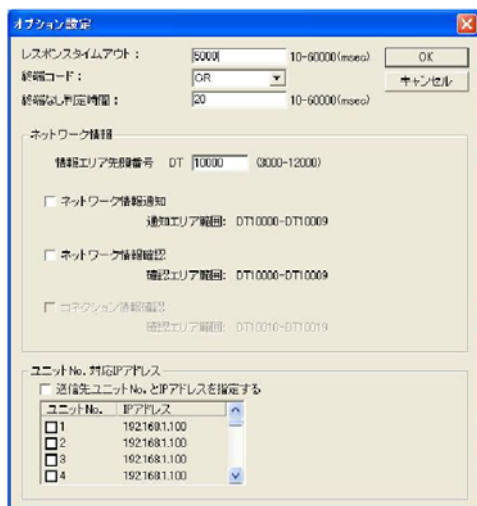 オプション設定
レスポンスタイムアウト： 5000 10-60000(msec) OK
終端コード： CR キャンセル
終端なし判定時間： 20 10-60000(msec)
ネットワーク情報
情報エリア先頭番号 DT 10000 (3000-12000)
ネットワーク情報通知
通知エリア範囲: DT10000-DT10009
ネットワーク情報確認
確認エリア範囲: DT10000-DT10009
コネクション情報確認
確認エリア範囲: DT10010-DT10019
ユニットNo. 対応IPアドレス
送信先ユニットNo. とIPアドレスを指定する
ユニットNo. IPアドレス
1 192.168.1.100
2 192.168.1.100
3 192.168.1.100
4 192.168.1.100